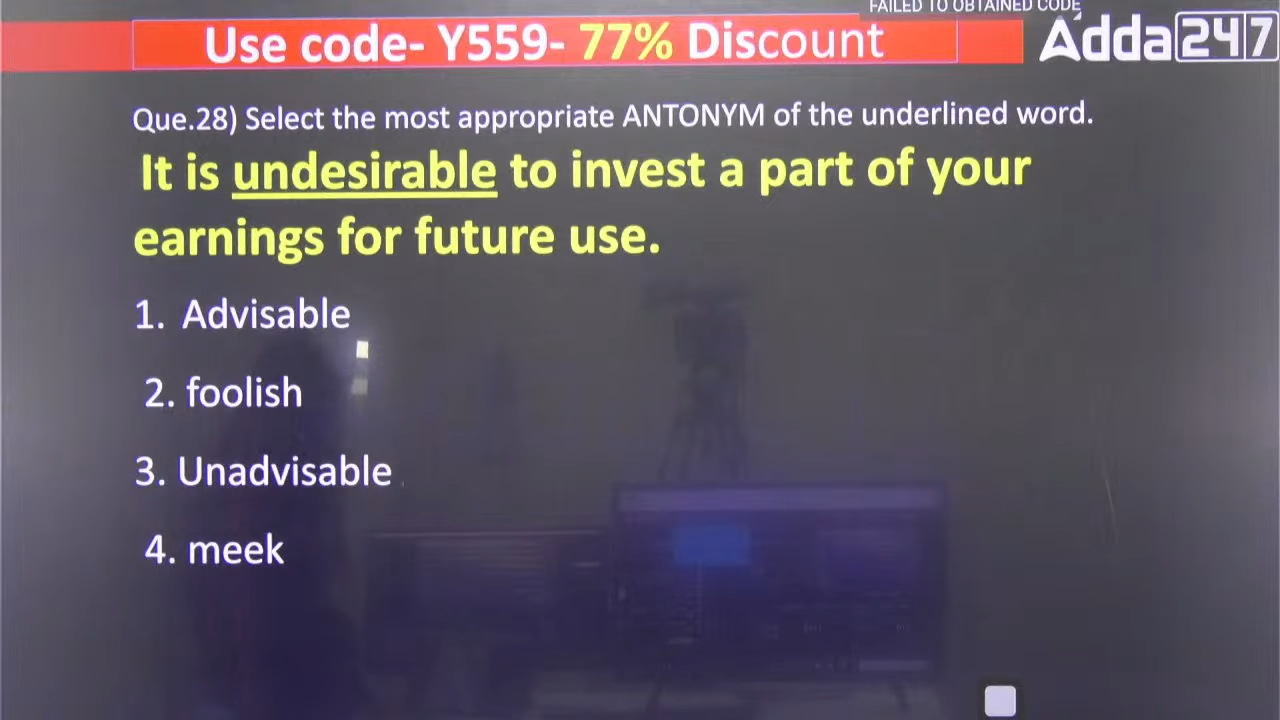 FAILED TO OBTAINED CODE
Use code- Y559- 77% Discount
Adda 247
Que.28) Select the most appropriate ANTONYM of the underlined word.
It is undesirable to invest a part of your
earnings for future use.
1. Advisable
2. foolish
3. Unadvisable
4. meek